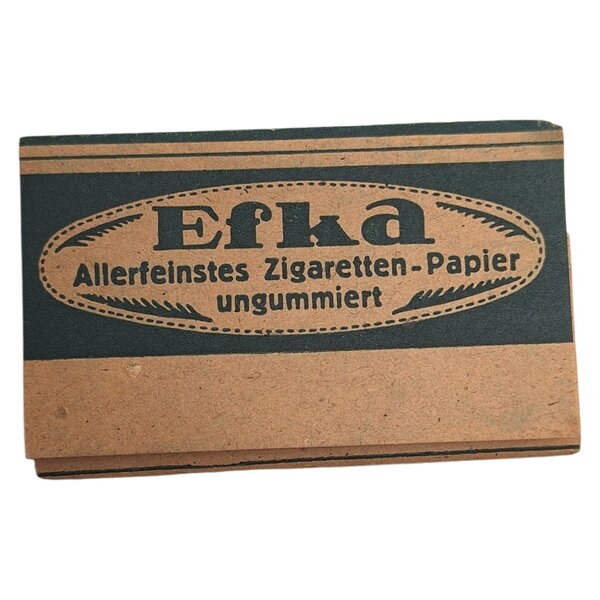 Efka
Allerfeinstes Zigaretten-Papier
ungummiert